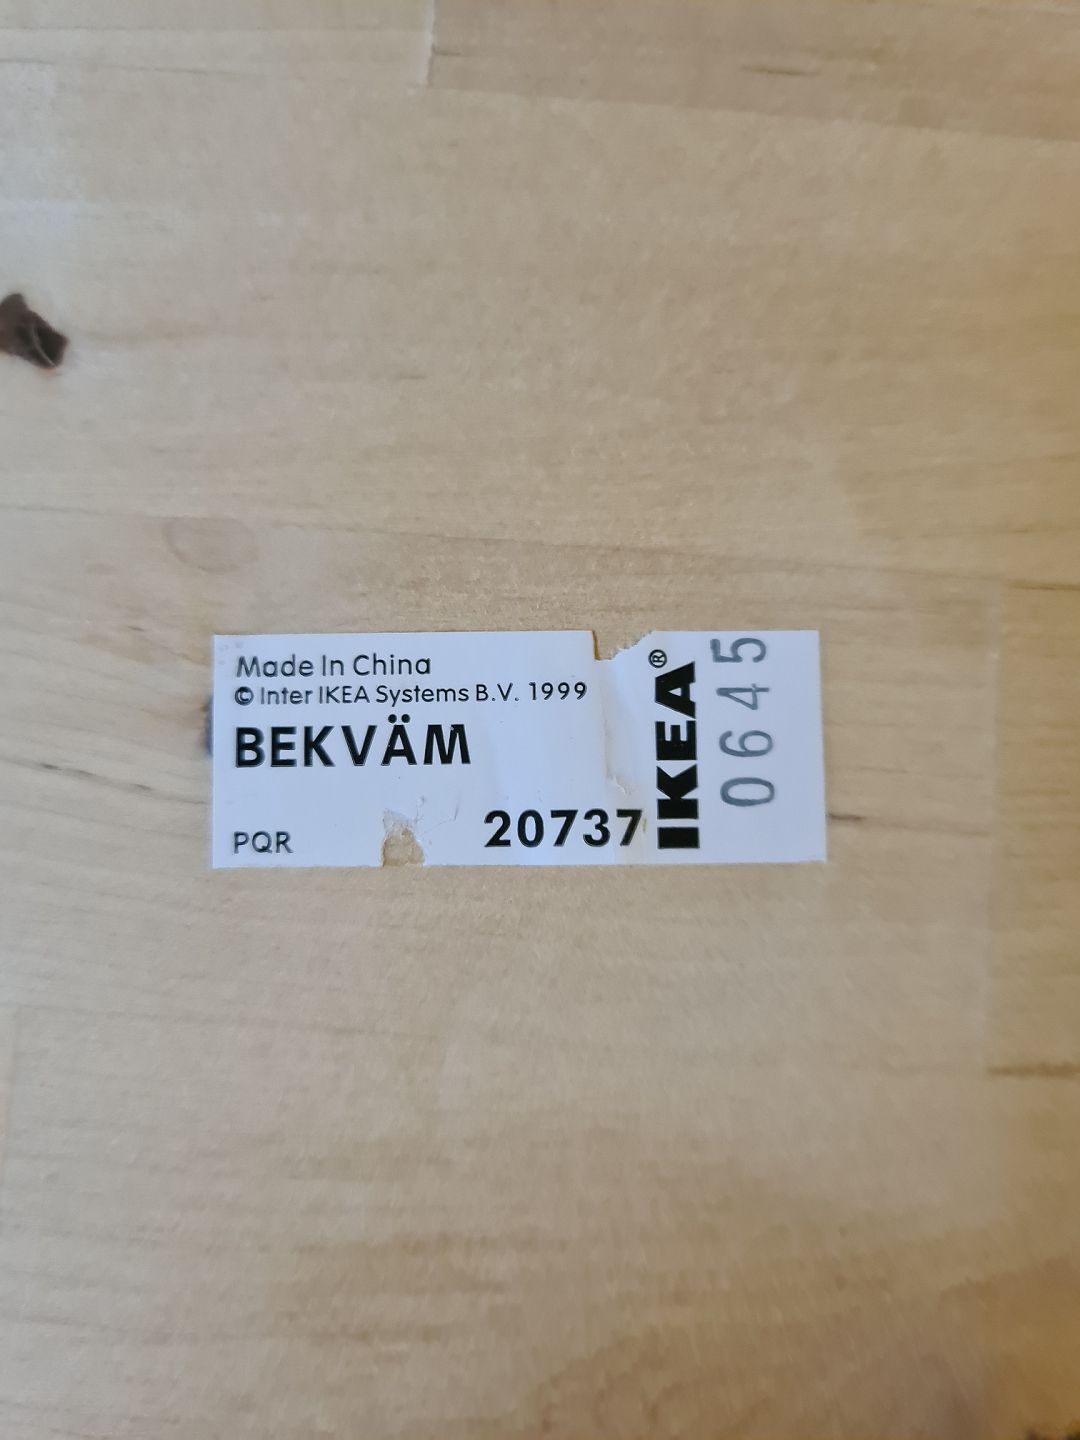 Made In China
© Inter IKEA Systems B.V. 1999
BEKVÄM
PQR
20737
IKEA®
0645